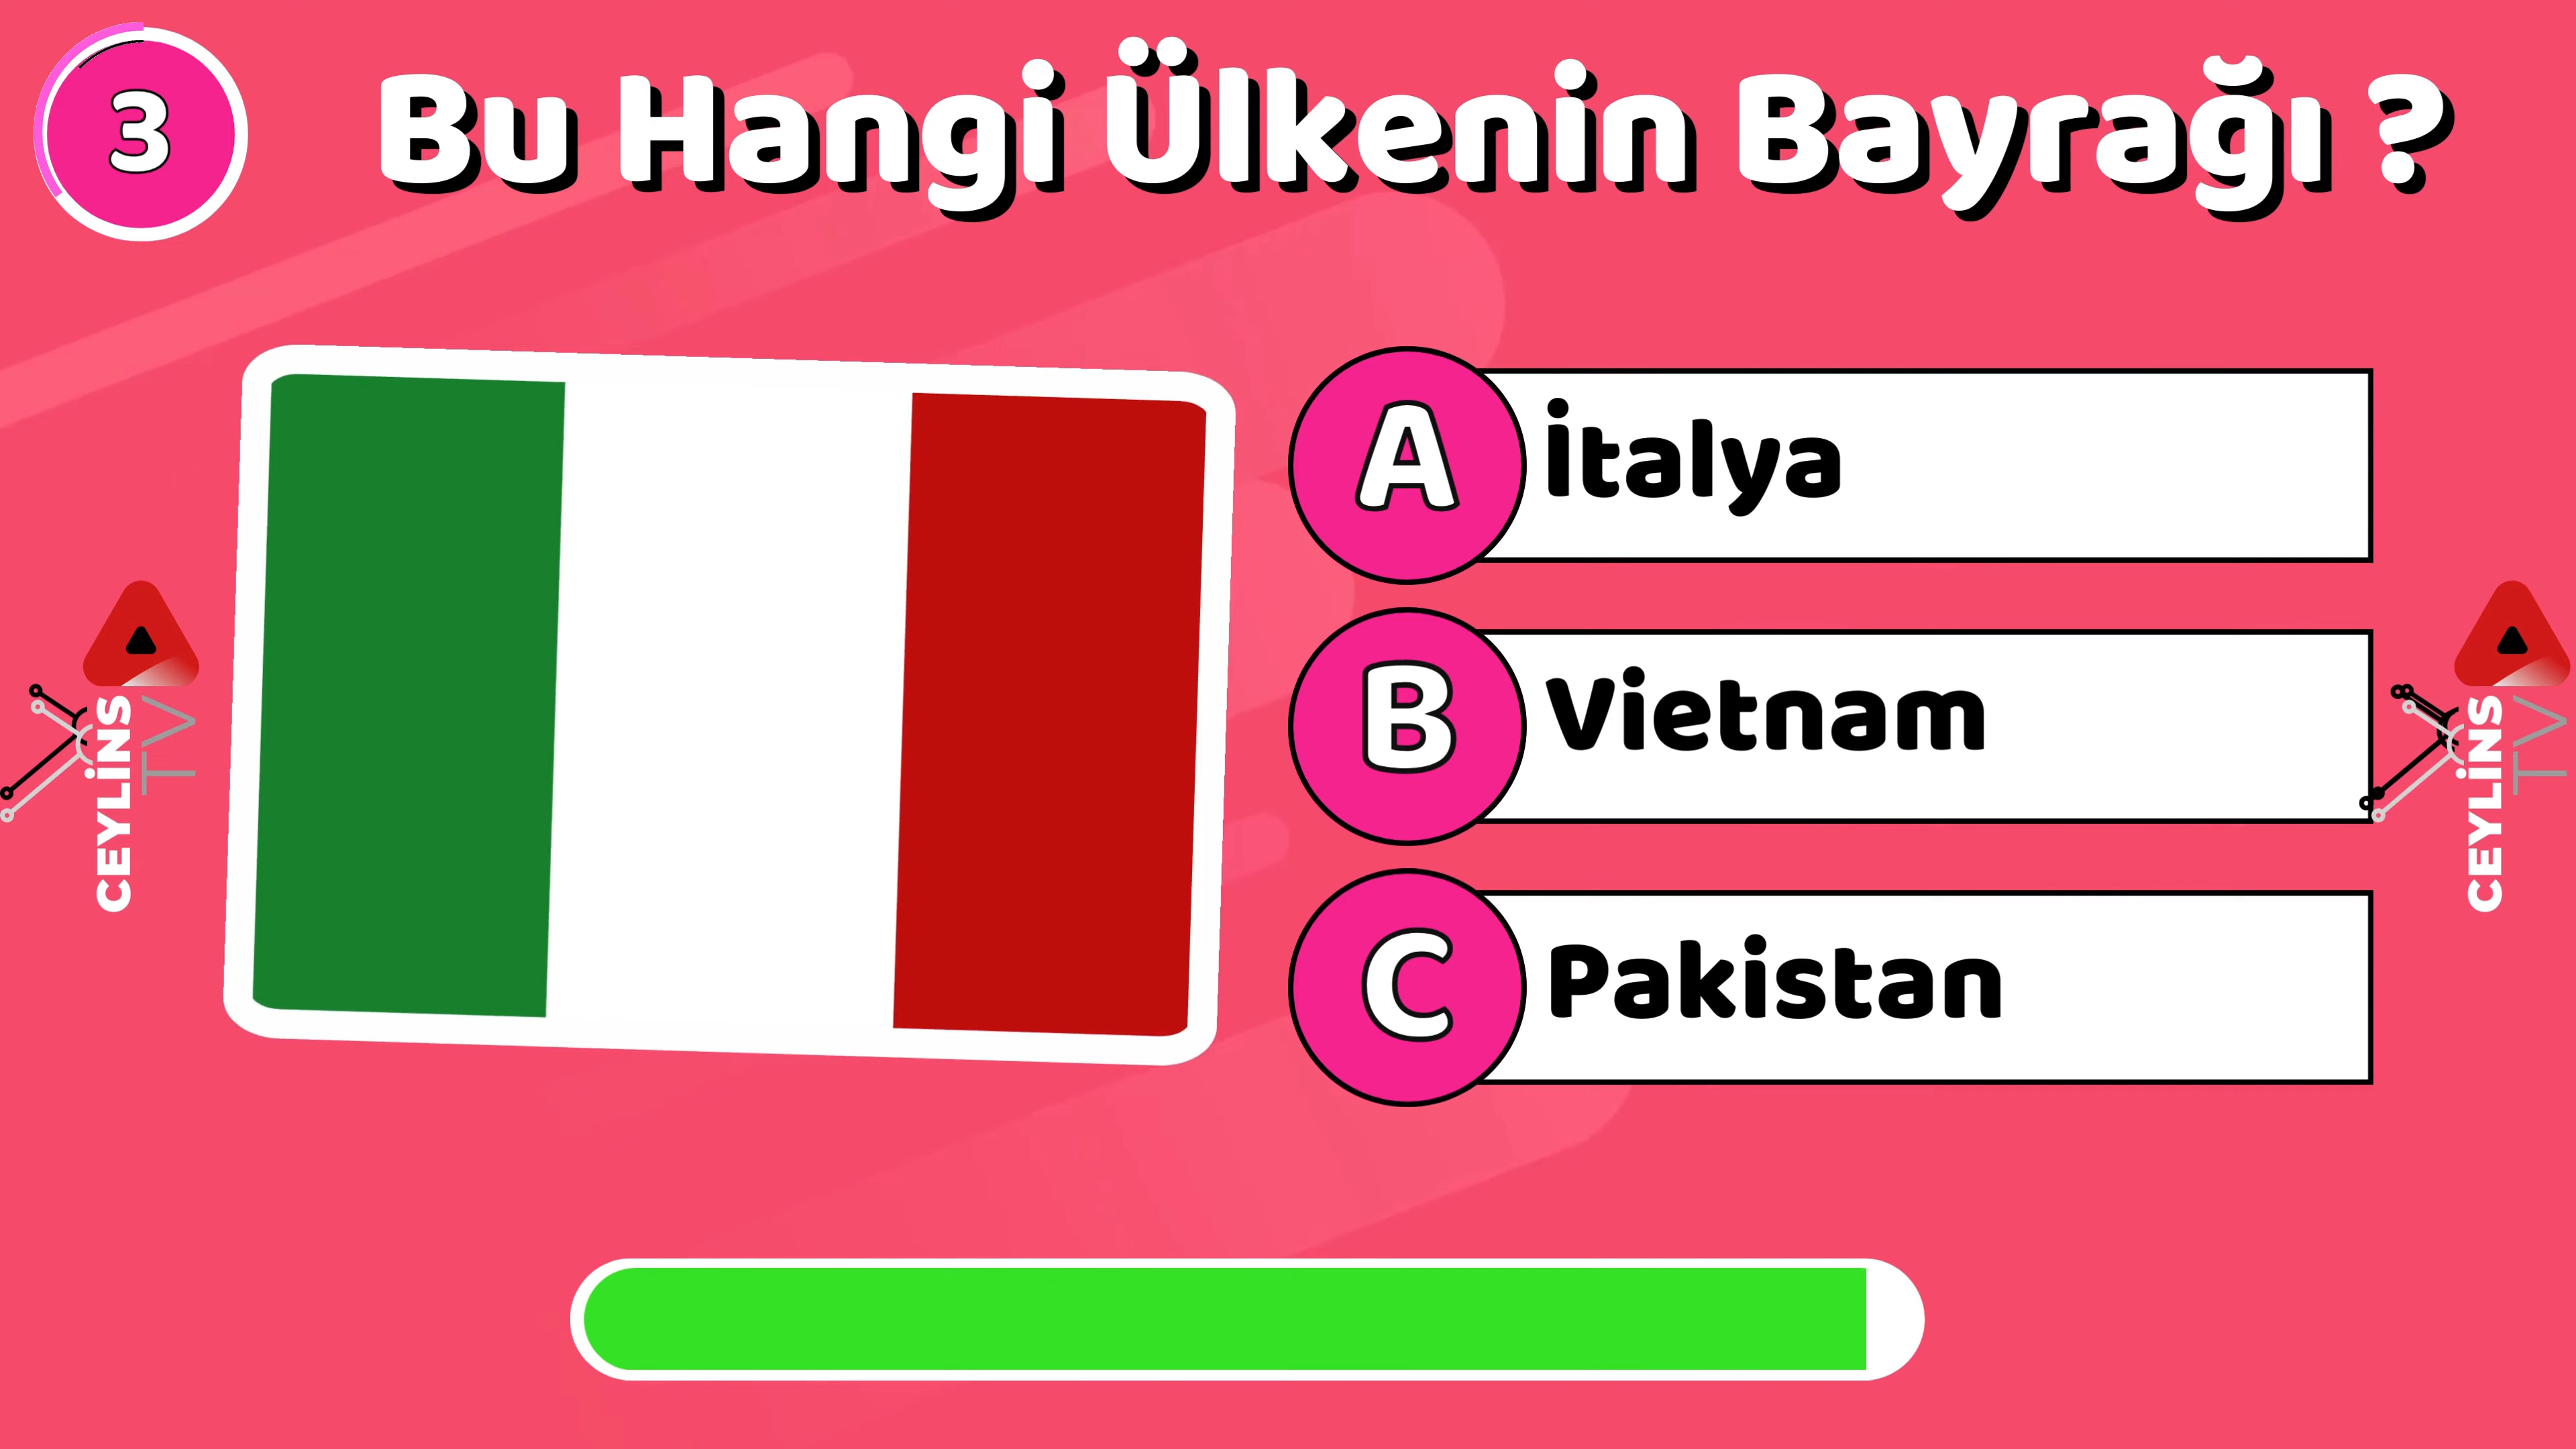 3
Bu Hangi Ülkenin Bayrağı ?
A İtalya
B Vietnam
C Pakistan
CEYLİNS
TV
CEYLİNS
TV